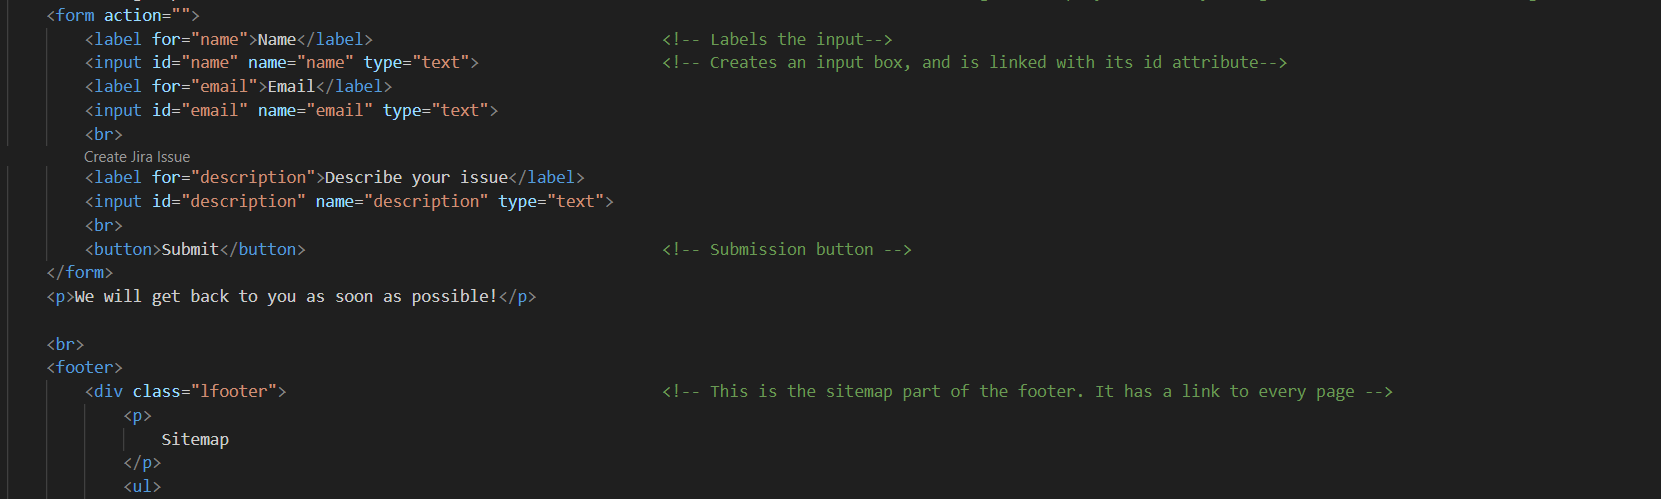 <form action="">
<label for="name">Name</label> <!-- Labels the input-->
<input id="name" name="name" type="text"> <!-- Creates an input box, and is linked with its id attribute-->
<label for="email">Email</label>
<input id="email" name="email" type="text">
<br>
Create Jira Issue
<label for="description">Describe your issue</label>
<input id="description" name="description" type="text">
<br>
<button>Submit</button> <!-- Submission button -->
</form>
<p>We will get back to you as soon as possible!</p>
<br>
<footer>
<div class="lfooter"> <!-- This is the sitemap part of the footer. It has a link to every page -->
<p>
Sitemap
</p>
<ul>